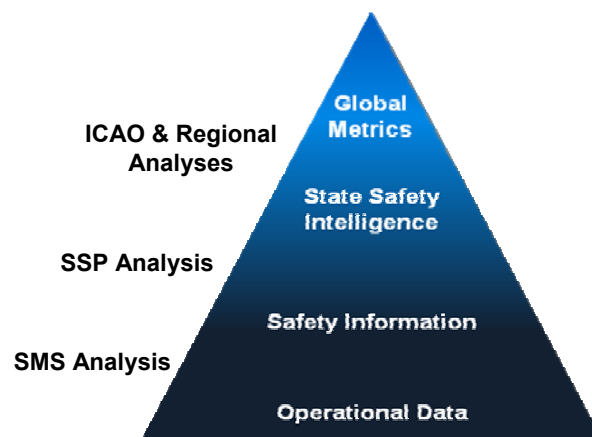 Global
Metrics
ICAO & Regional
Analyses
State Safety
Intelligence
SSP Analysis
Safety Information
SMS Analysis
Operational Data